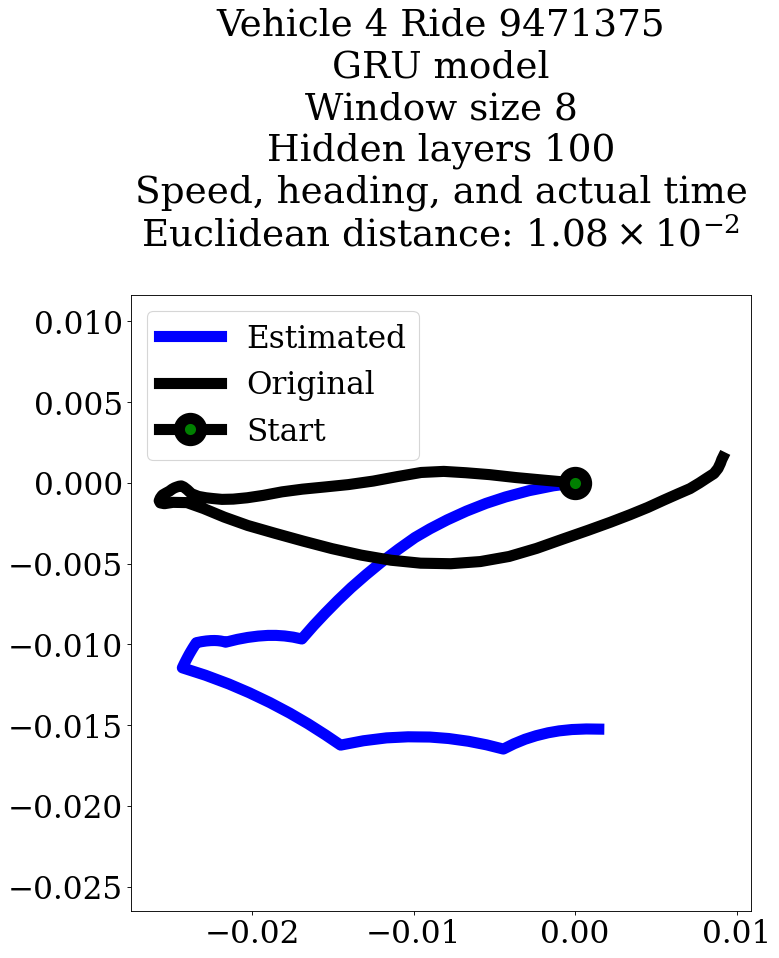 Vehicle 4 Ride 9471375
GRU model
Window size 8
Hidden layers 100
Speed, heading, and actual time
Euclidean distance: 1.08 × 10⁻²
Estimated
Original
Start
0.010
0.005
0.000
−0.005
−0.010
−0.015
−0.020
−0.025
−0.02
−0.01
0.00
0.01